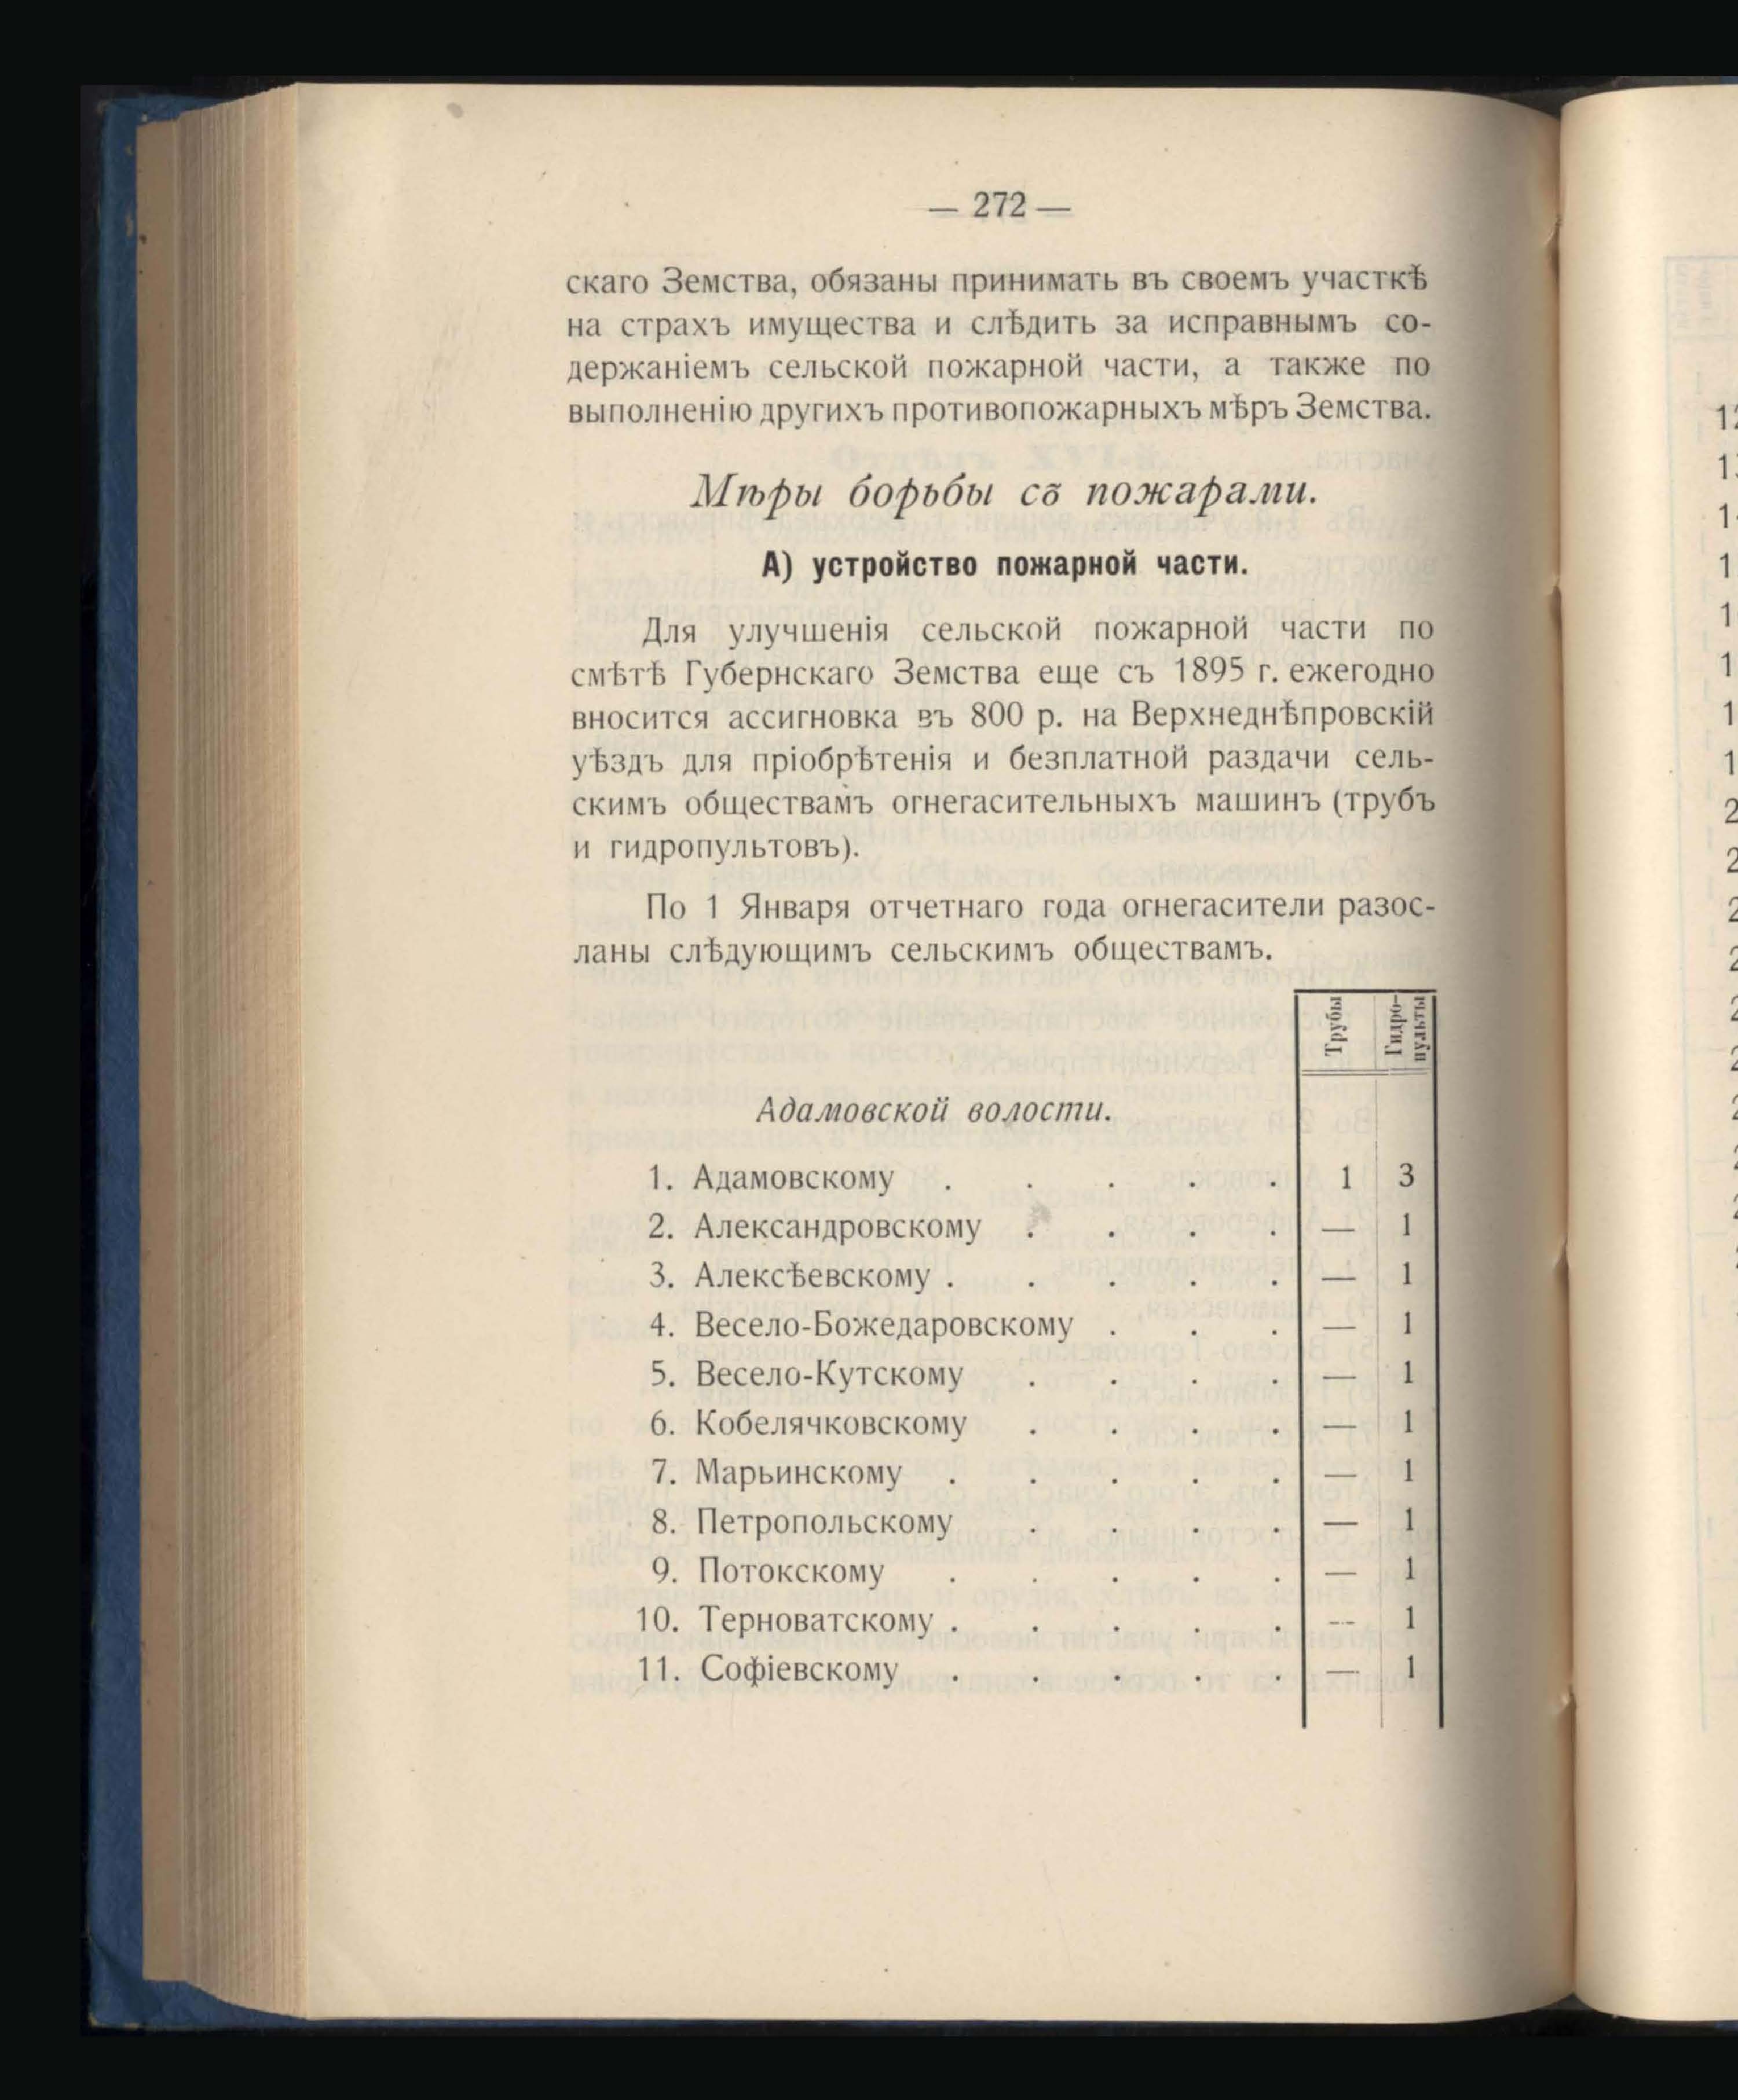 — 272 —
скаго Земства, обязаны принимать въ своемъ участкѣ
на страхъ имущества и слѣдить за исправнымъ со-
держаніемъ сельской пожарной части, а также по
выполненію другихъ противопожарныхъ мѣръ Земства.
Мѣры борьбы съ пожарами.
А) устройство пожарной части.
Для улучшенія сельской пожарной части по
смѣтѣ Губернскаго Земства еще съ 1895 г. ежегодно
вносится ассигновка въ 800 р. на Верхнеднѣпровскій
уѣздъ для пріобрѣтенія и безплатной раздачи сель-
скимъ обществамъ огнегасительныхъ машинъ (трубъ
и гидропультовъ).
По 1 Января отчетнаго года огнегасители разос-
ланы слѣдующимъ сельскимъ обществамъ.
Трубы
Гидро-
пульты
Адамовской волости.
1. Адамовскому . . . . . 1 3
2. Александровскому . . . . — 1
3. Алексѣевскому . . . . . — 1
4. Весело-Божедаровскому . . . — 1
5. Весело-Кутскому . . . . — 1
6. Кобелячковскому . . . . — 1
7. Марьинскому . . . . . — 1
8. Петропольскому . . . . — 1
9. Потокскому . . . . . — 1
10. Терноватскому . . . . . — 1
11. Софіевскому . . . . . — 1